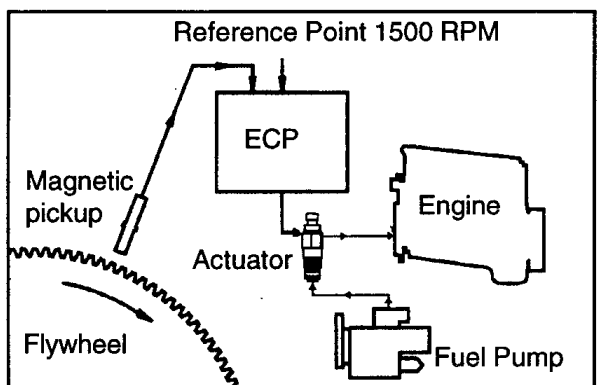 Reference Point 1500 RPM
ECP
Magnetic
pickup
Engine
Actuator
Flywheel
Fuel Pump